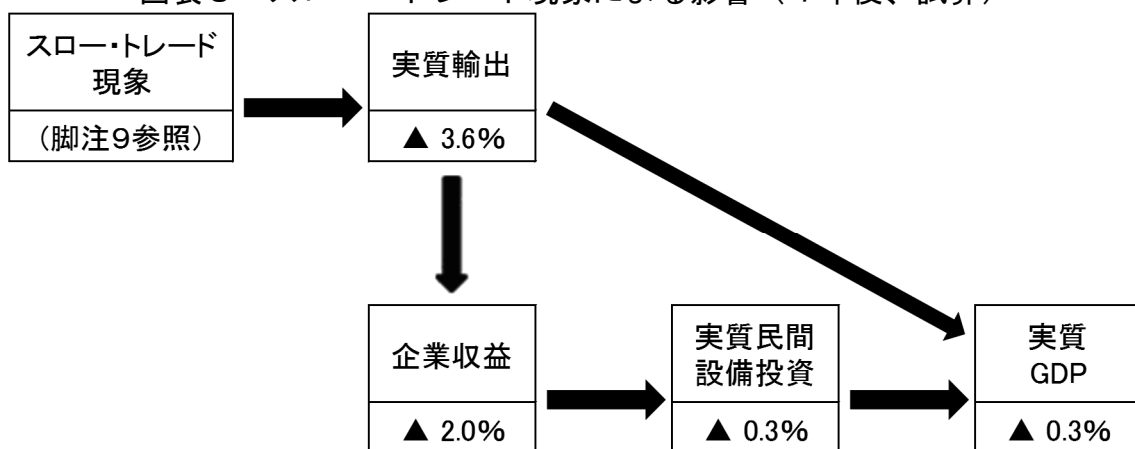 スロー・トレード
現象
(脚注9参照)
実質輸出
▲ 3.6%
企業収益
▲ 2.0%
実質民間
設備投資
▲ 0.3%
実質
GDP
▲ 0.3%